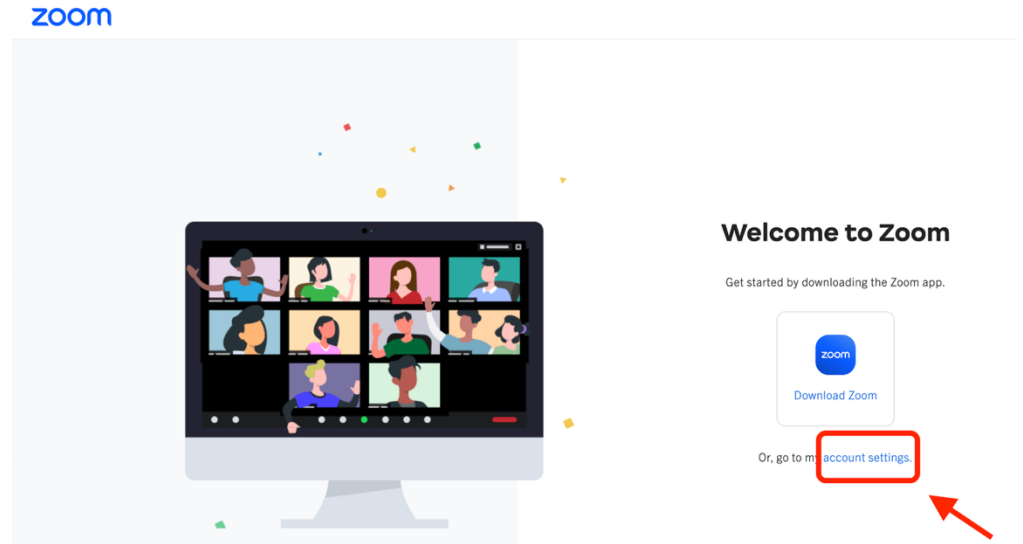 zoom
Welcome to Zoom
Get started by downloading the Zoom app.
zoom
Download Zoom
Or, go to my account settings.